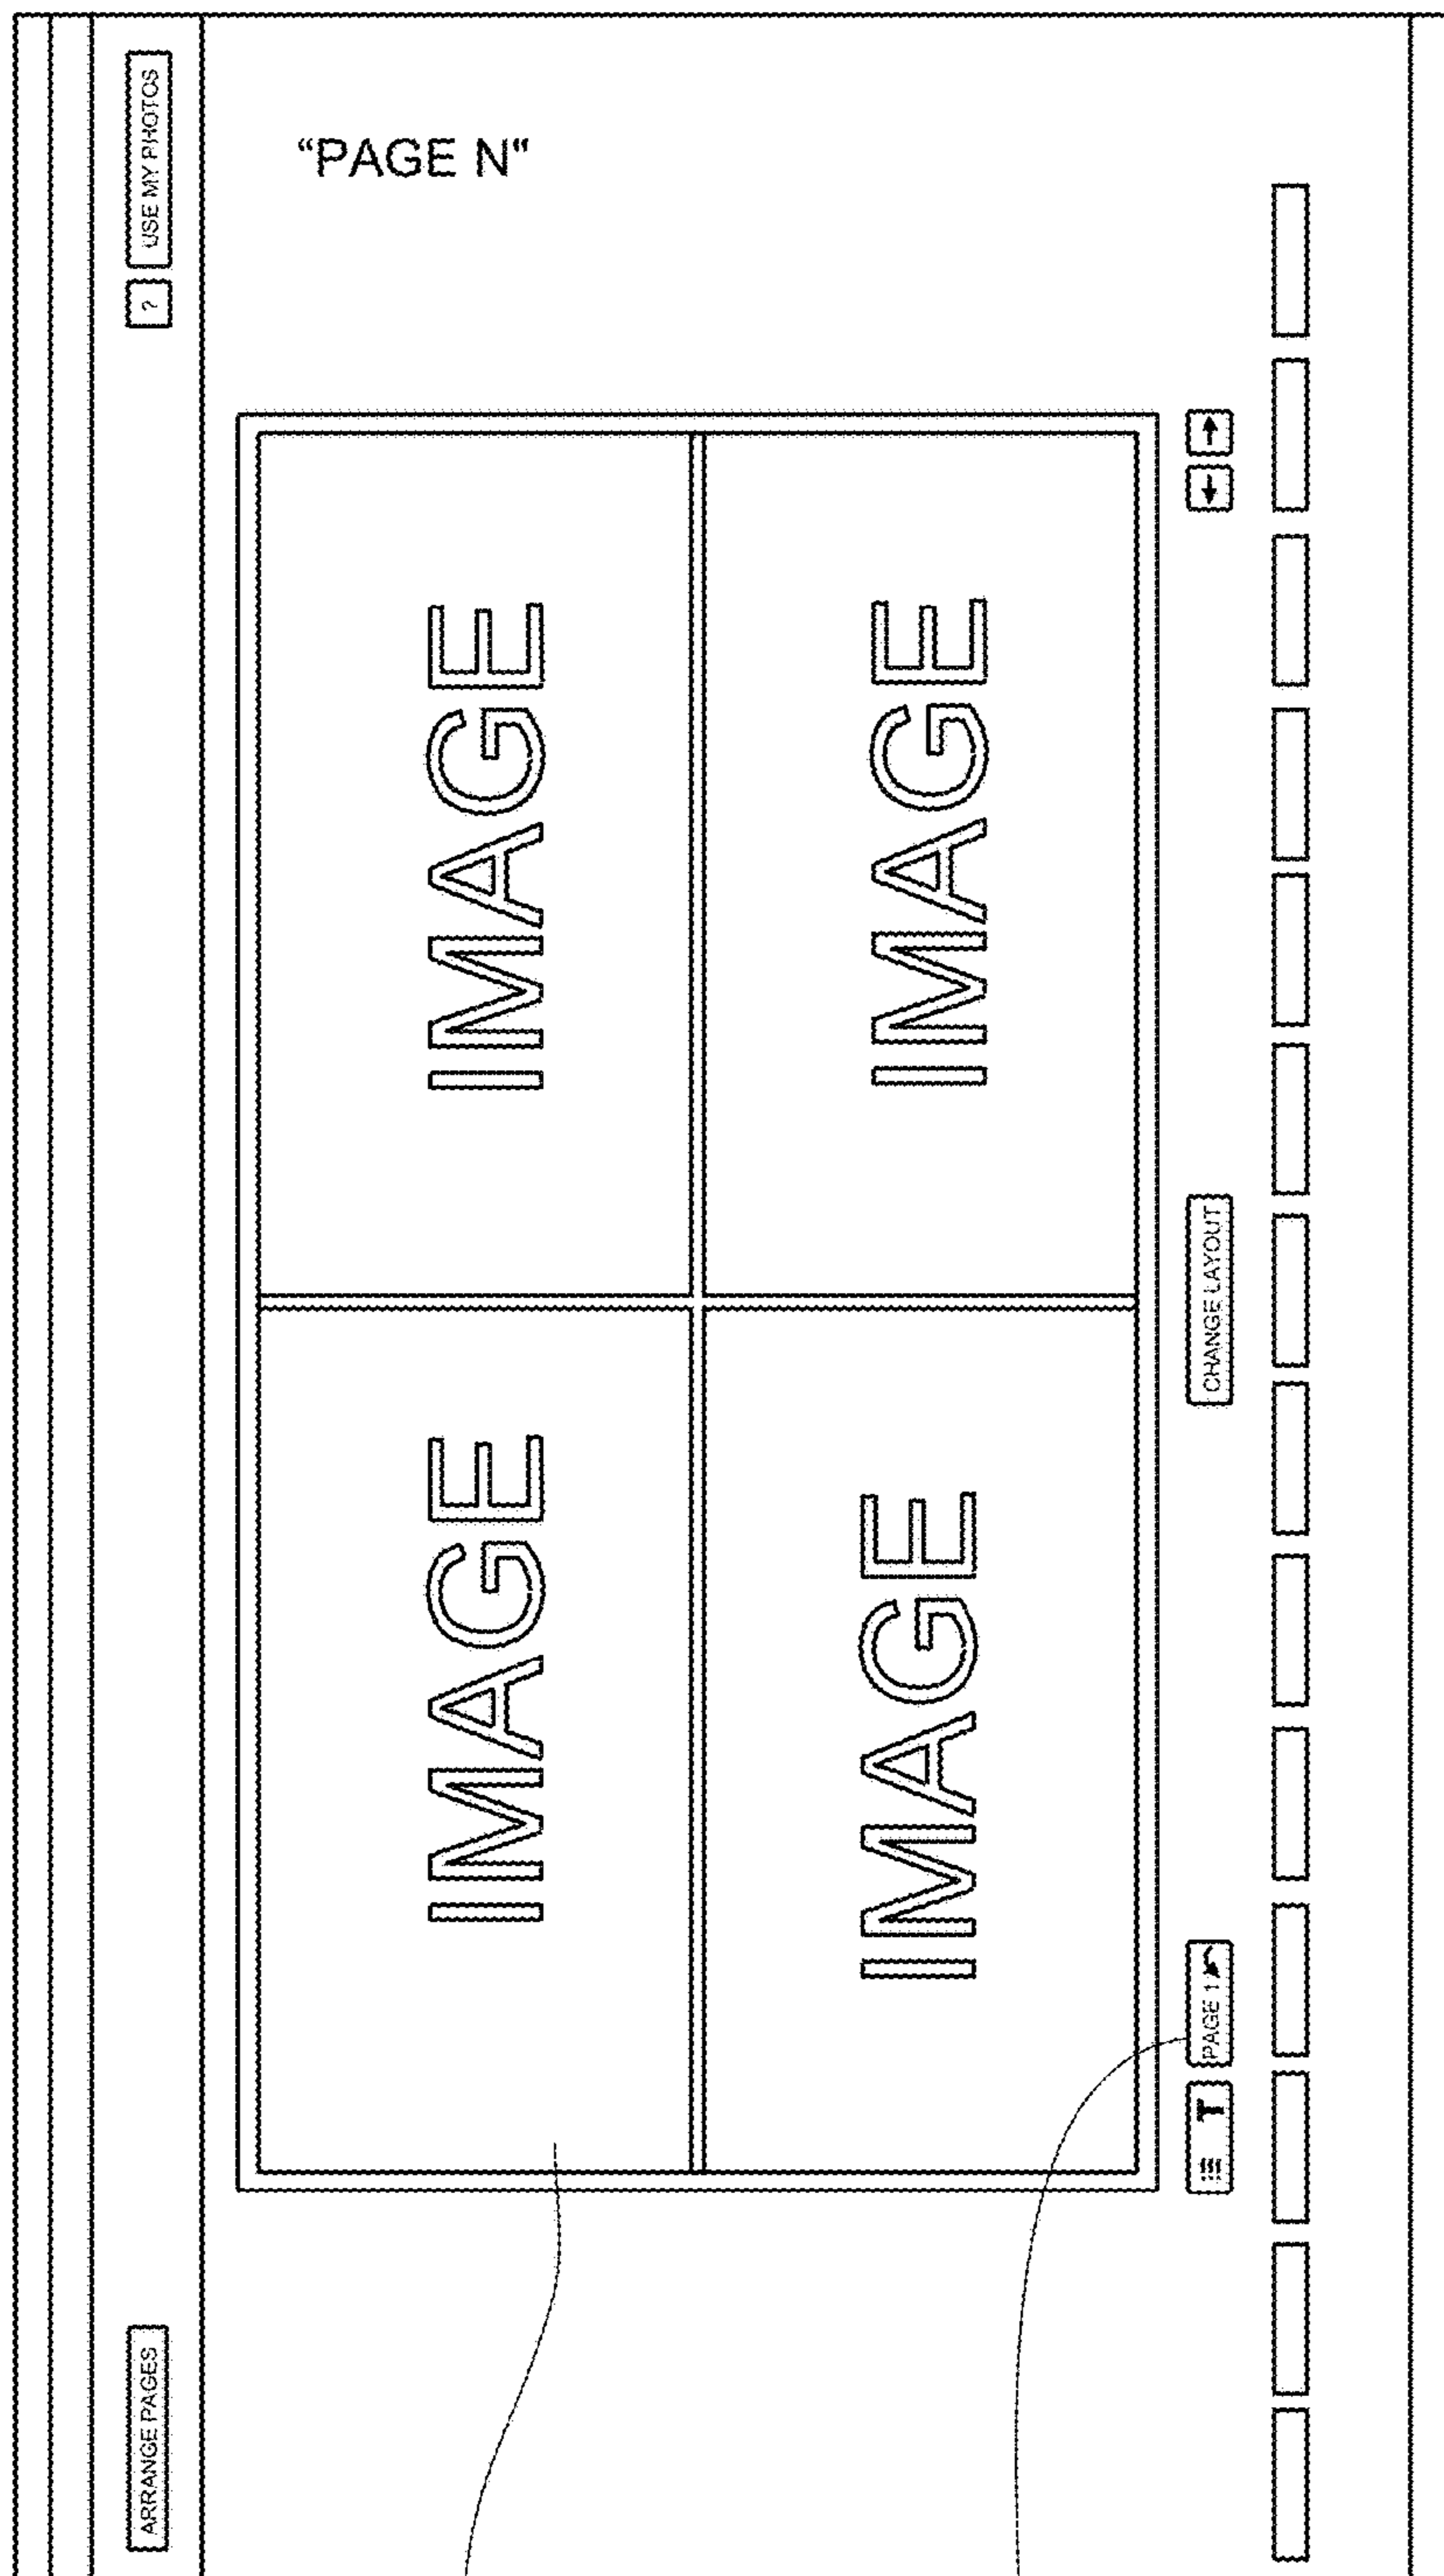 ARRANGE PAGES
?
USE MY PHOTOS
"PAGE N"
IMAGE
IMAGE
IMAGE
IMAGE
T
PAGE 1
CHANGE LAYOUT